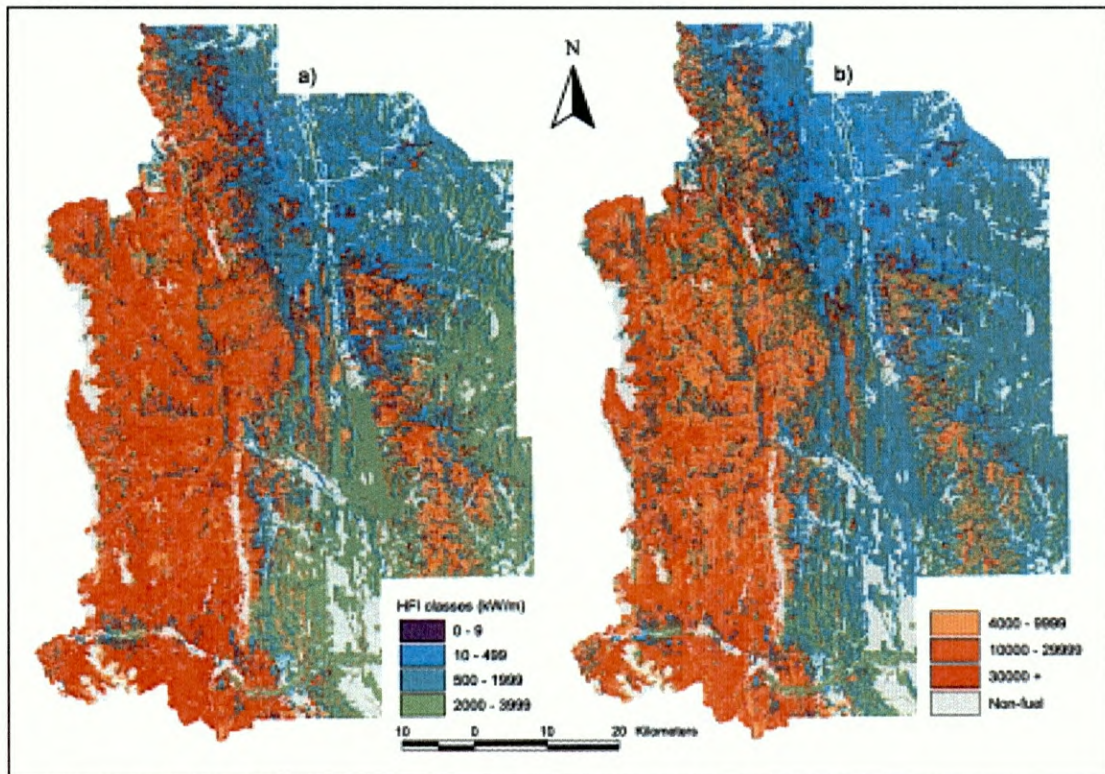 a)
N
b)
HFI classes (kW/m)
0 - 9
10 - 499
500 - 1999
2000 - 3999
4000 - 9999
10000 - 29999
30000 +
Non-fuel
10 0 10 20 Kilometers